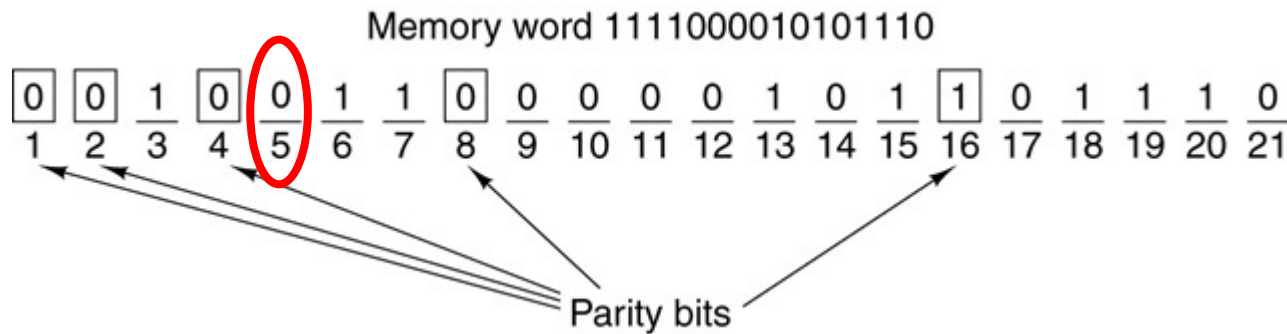 Memory word 1111000010101110
0 0 1 0 0 1 1 0 0 0 0 0 1 0 1 1 0 1 1 1 0
1 2 3 4 5 6 7 8 9 10 11 12 13 14 15 16 17 18 19 20 21
Parity bits